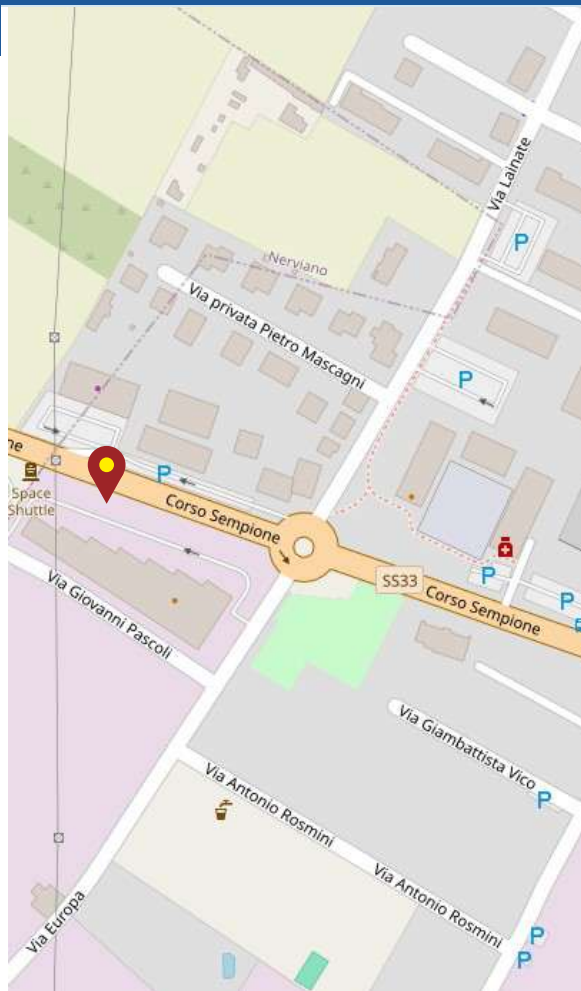 Via Lainate
Nerviano
Via privata Pietro Mascagni
P
P
ne
P
Space
Shuttle
Corso Sempione
SS33
Corso Sempione
P
P
Via Giovanni Pascoli
Via Giambattista Vico
P
Via Antonio Rosmini
Via Antonio Rosmini
Via Europa
P
P